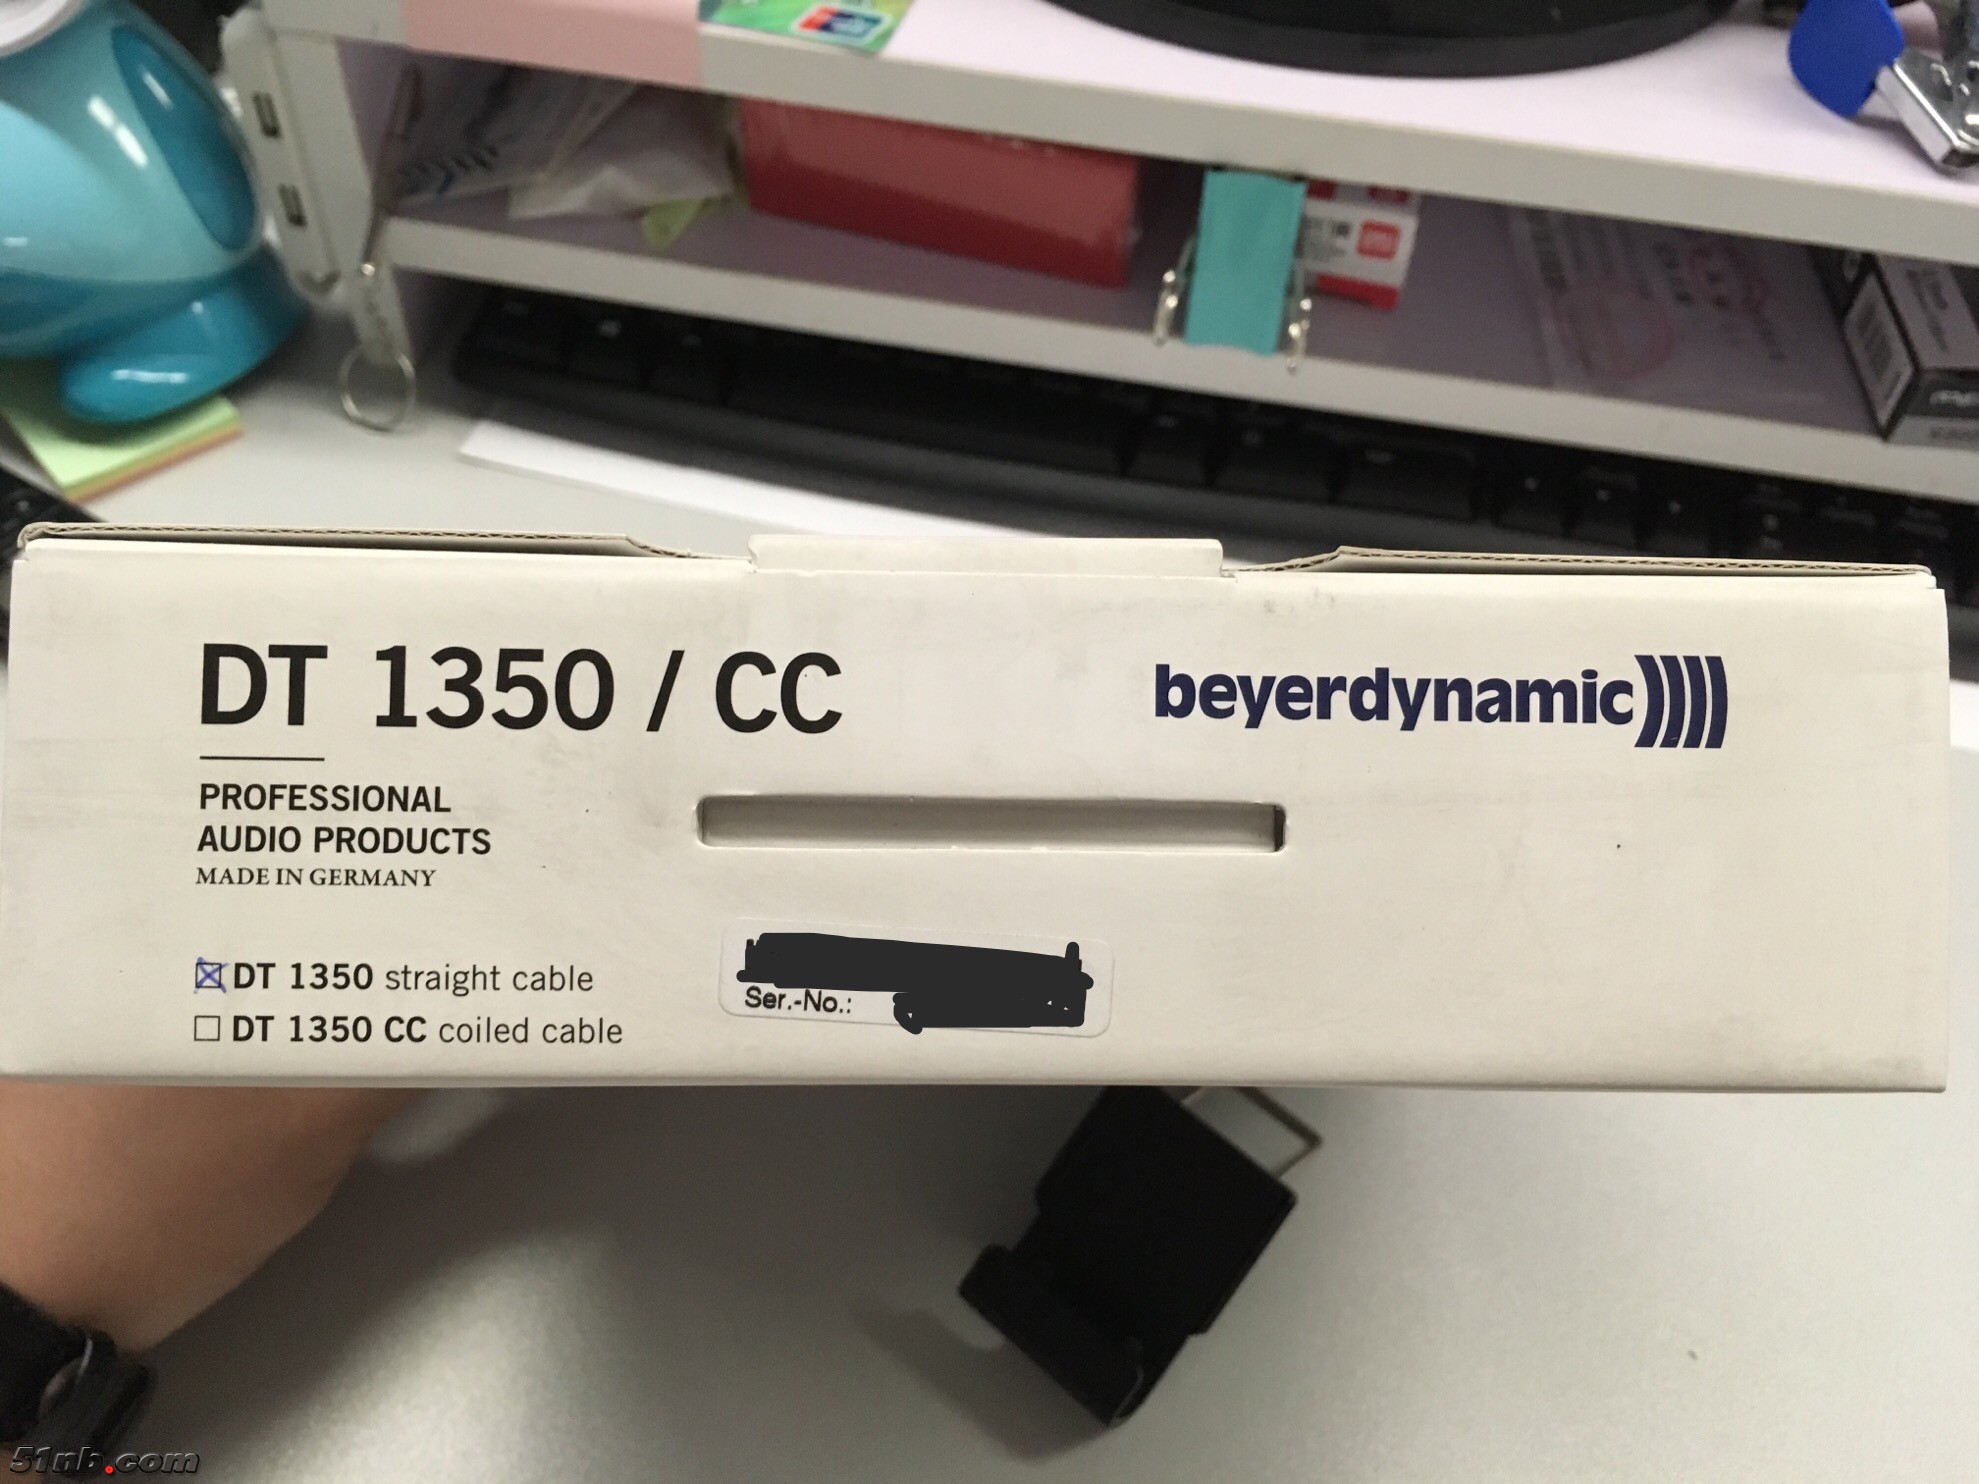 DT 1350 / CC
beyerdynamic
PROFESSIONAL
AUDIO PRODUCTS
MADE IN GERMANY
DT 1350 straight cable
DT 1350 CC coiled cable
Ser.-No.:
51nb.com